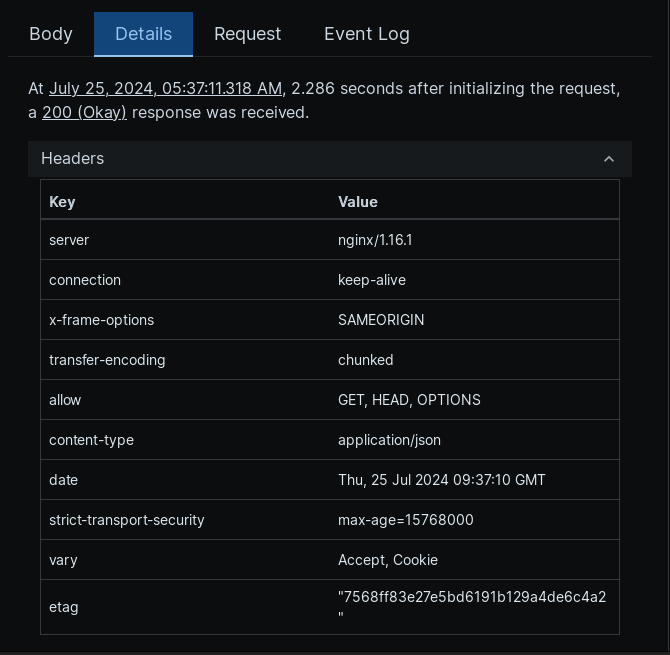 Body Details Request Event Log
At July 25, 2024, 05:37:11.318 AM, 2.286 seconds after initializing the request,
a 200 (Okay) response was received.
Headers
Key Value
server nginx/1.16.1
connection keep-alive
x-frame-options SAMEORIGIN
transfer-encoding chunked
allow GET, HEAD, OPTIONS
content-type application/json
date Thu, 25 Jul 2024 09:37:10 GMT
strict-transport-security max-age=15768000
vary Accept, Cookie
etag "7568ff83e27e5bd6191b129a4de6c4a2
"